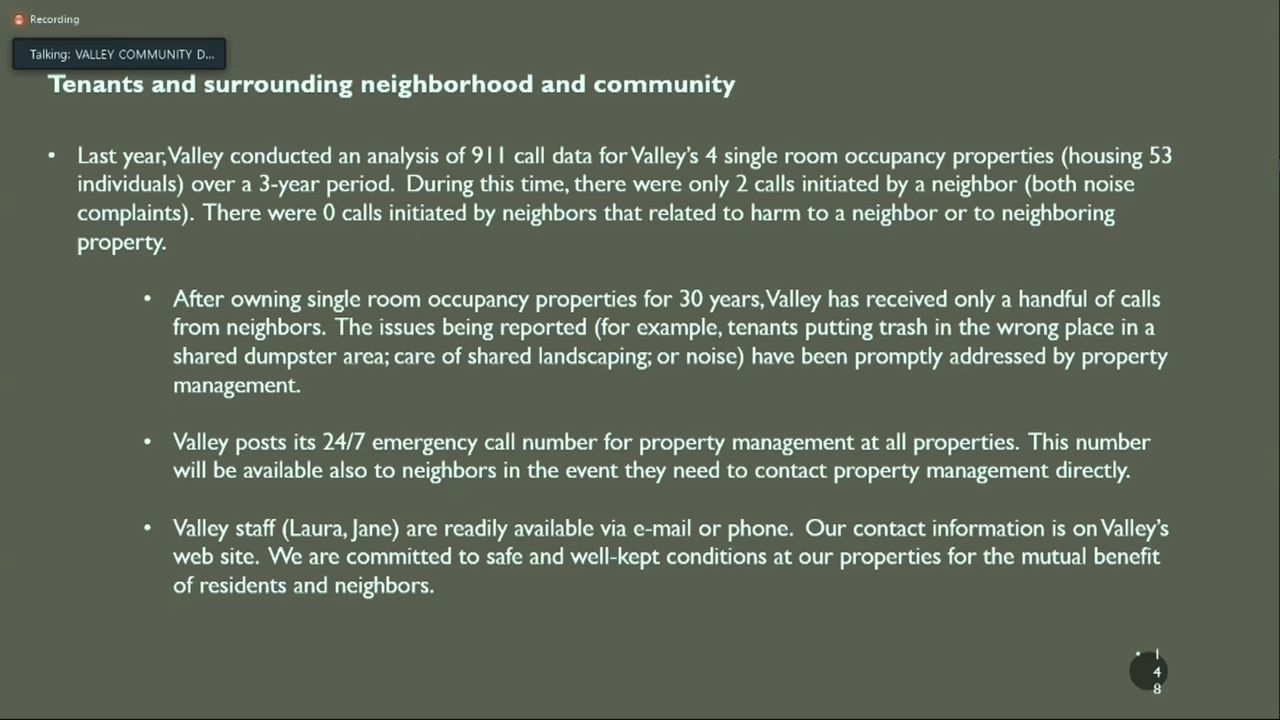 Recording
Talking: VALLEY COMMUNITY D...
Tenants and surrounding neighborhood and community
• Last year, Valley conducted an analysis of 911 call data for Valley's 4 single room occupancy properties (housing 53
individuals) over a 3-year period. During this time, there were only 2 calls initiated by a neighbor (both noise
complaints). There were 0 calls initiated by neighbors that related to harm to a neighbor or to neighboring
property.
• After owning single room occupancy properties for 30 years, Valley has received only a handful of calls
from neighbors. The issues being reported (for example, tenants putting trash in the wrong place in a
shared dumpster area; care of shared landscaping; or noise) have been promptly addressed by property
management.
• Valley posts its 24/7 emergency call number for property management at all properties. This number
will be available also to neighbors in the event they need to contact property management directly.
• Valley staff (Laura, Jane) are readily available via e-mail or phone. Our contact information is on Valley's
web site. We are committed to safe and well-kept conditions at our properties for the mutual benefit
of residents and neighbors.
• 1
4
8